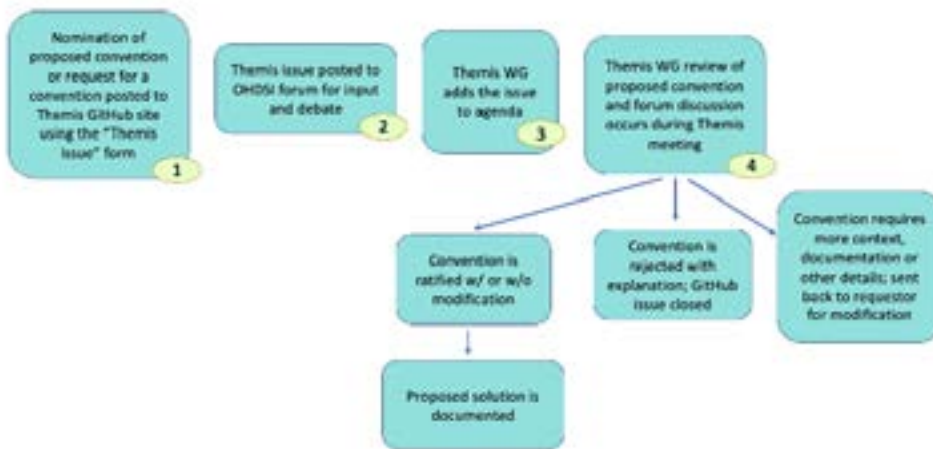 Nomination of
proposed convention
or request for a
convention posted to
Themis GitHub site
using the "Themis
Issue" form
1
Themis issue posted to
OHDSI forum for input
and debate
2
Themis WG
adds the issue
to agenda
3
Themis WG review of
proposed convention
and forum discussion
occurs during Themis
meeting
4
Convention is
ratified w/ or w/o
modification
Convention is
rejected with
explanation; GitHub
issue closed
Convention requires
more context,
documentation or
other details; sent
back to requestor
for modification
Proposed solution is
documented